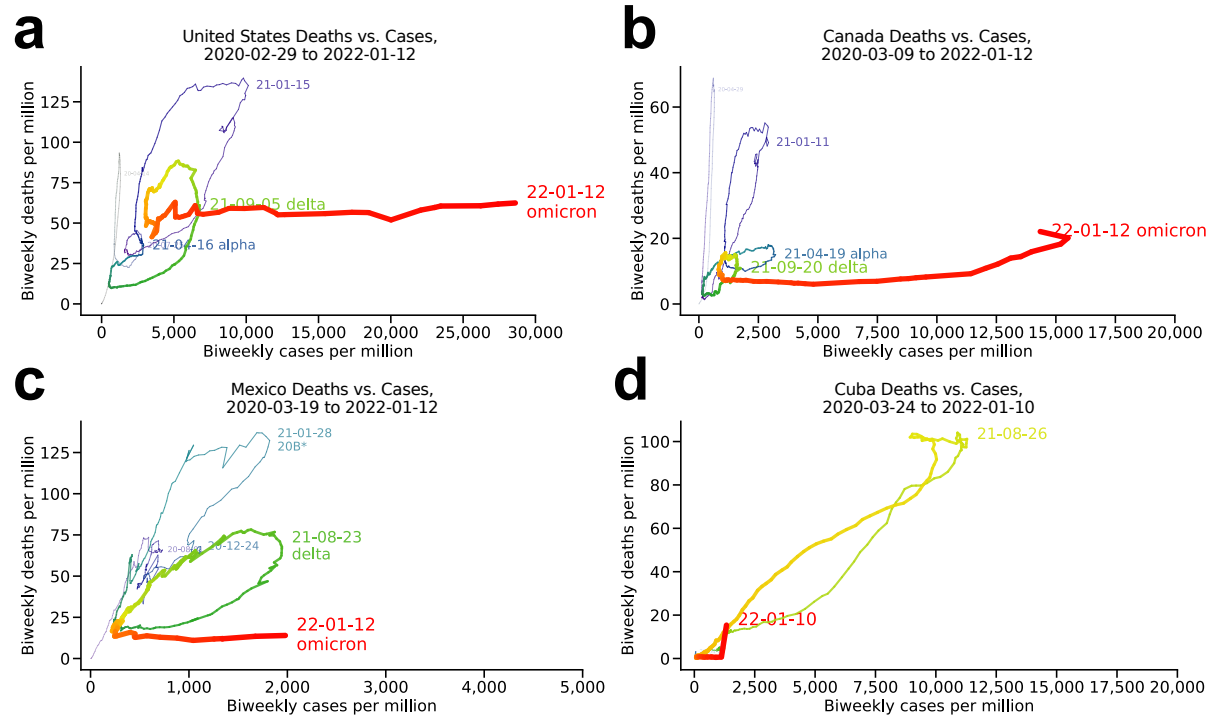 a
United States Deaths vs. Cases,
2020-02-29 to 2022-01-12
Biweekly deaths per million
125
100
75
50
25
0
21-01-15
21-09-05 delta
21-04-16 alpha
22-01-12
omicron
0
5,000
10,000
15,000
20,000
25,000
30,000
Biweekly cases per million
b
Canada Deaths vs. Cases,
2020-03-09 to 2022-01-12
Biweekly deaths per million
60
40
20
0
21-01-11
22-01-12 omicron
21-04-19 alpha
21-09-20 delta
0
2,500
5,000
7,500
10,000
12,500
15,000
17,500
20,000
Biweekly cases per million
c
Mexico Deaths vs. Cases,
2020-03-19 to 2022-01-12
Biweekly deaths per million
125
100
75
50
25
0
21-01-28
20B*
20-12-24
21-08-23
delta
22-01-12
omicron
0
1,000
2,000
3,000
4,000
5,000
Biweekly cases per million
d
Cuba Deaths vs. Cases,
2020-03-24 to 2022-01-10
Biweekly deaths per million
100
80
60
40
20
0
21-08-26
22-01-10
0
2,500
5,000
7,500
10,000
12,500
15,000
17,500
20,000
Biweekly cases per million